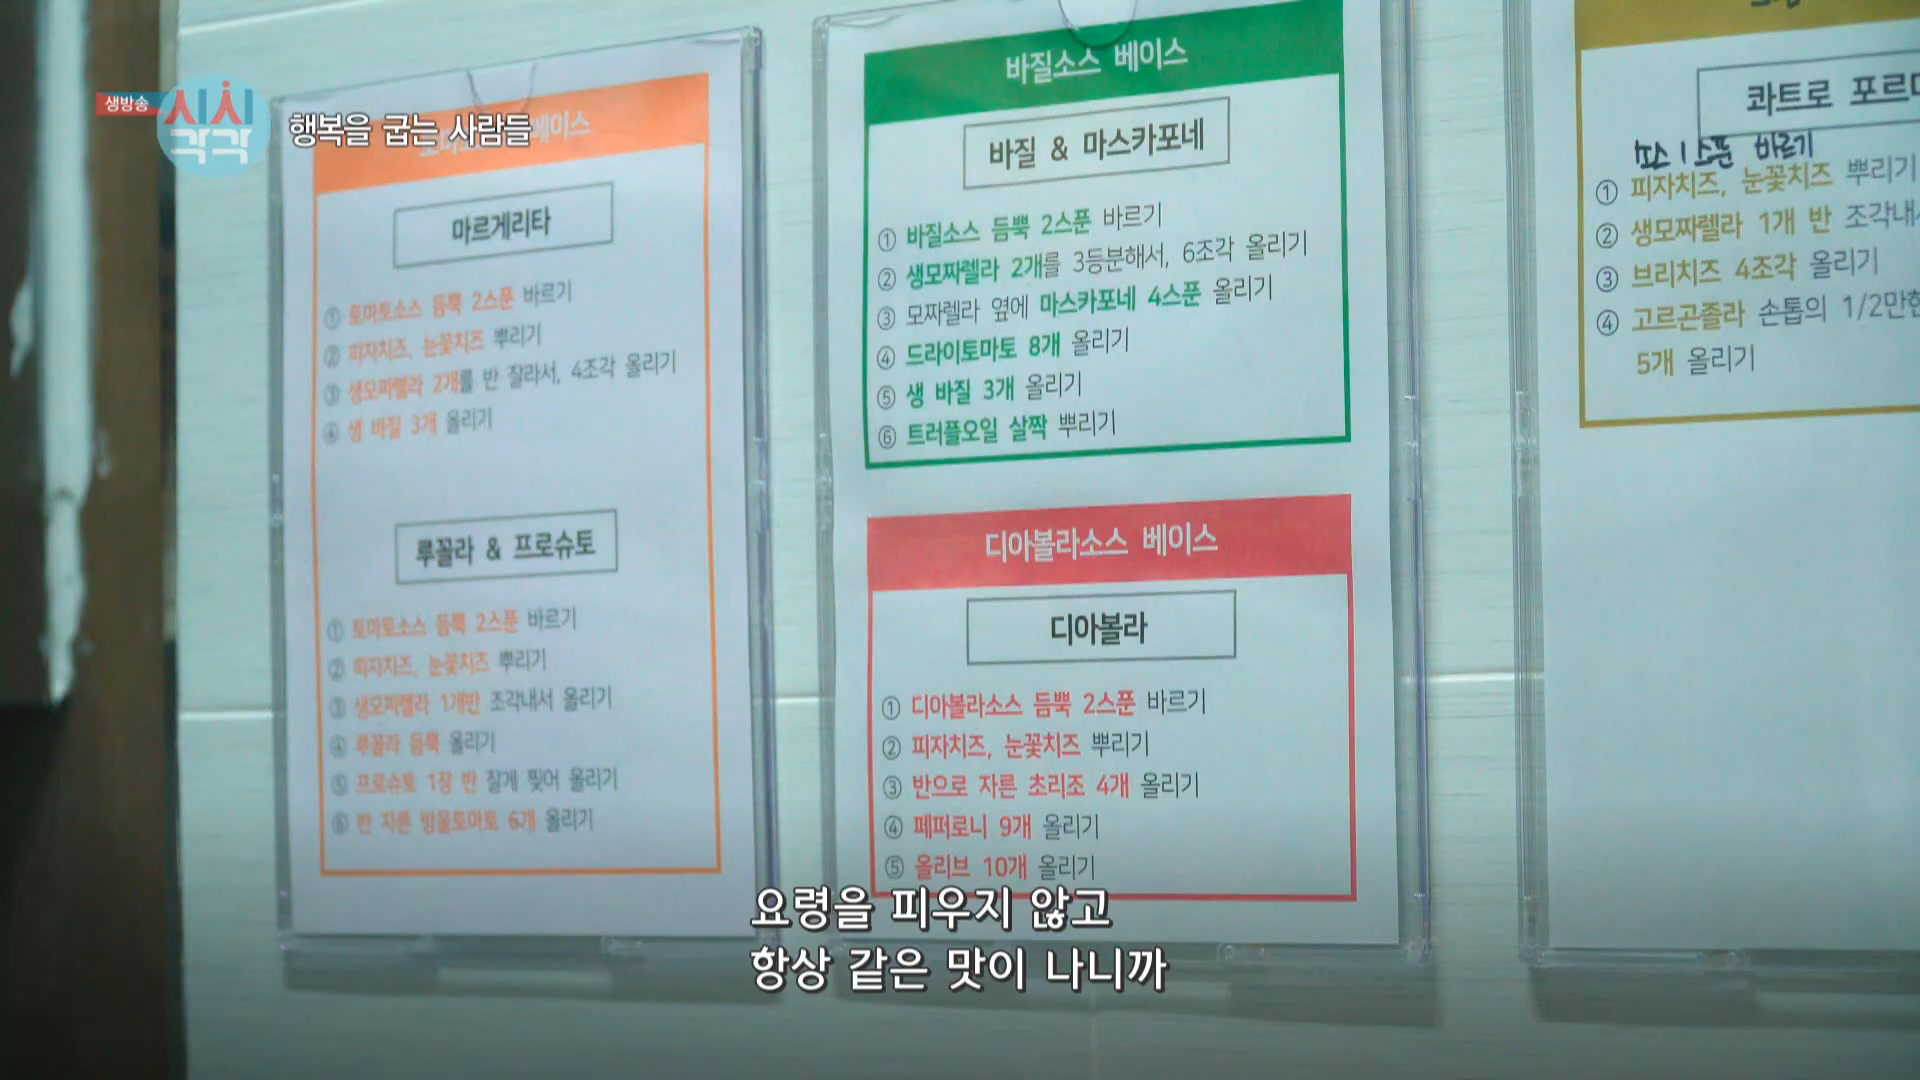 생방송
시시각각
행복을 굽는 사람들
베이스
마르게리타
① 토마토소스 듬뿍 2스푼 바르기
② 피자치즈, 눈꽃치즈 뿌리기
③ 생모짜렐라 2개를 반 잘라서, 4조각 올리기
④ 생 바질 3개 올리기
루꼴라 & 프로슈토
① 토마토소스 듬뿍 2스푼 바르기
② 피자치즈, 눈꽃치즈 뿌리기
③ 생모짜렐라 1개반 조각내서 올리기
④ 루꼴라 듬뿍 올리기
⑤ 프로슈토 1장 반 잘게 찢어 올리기
⑥ 반 자른 방울토마토 6개 올리기
바질소스 베이스
바질 & 마스카포네
① 바질소스 듬뿍 2스푼 바르기
② 생모짜렐라 2개를 3등분해서, 6조각 올리기
③ 모짜렐라 옆에 마스카포네 4스푼 올리기
④ 드라이토마토 8개 올리기
⑤ 생 바질 3개 올리기
⑥ 트러플오일 살짝 뿌리기
디아볼라소스 베이스
디아볼라
① 디아볼라소스 듬뿍 2스푼 바르기
② 피자치즈, 눈꽃치즈 뿌리기
③ 반으로 자른 초리조 4개 올리기
④ 페퍼로니 9개 올리기
⑤ 올리브 10개 올리기
콰트로 포르
1스푼 바르기
① 피자치즈, 눈꽃치즈 뿌리기
② 생모짜렐라 1개 반 조각내
③ 브리치즈 4조각 올리기
④ 고르곤졸라 손톱의 1/2만
5개 올리기
요령을 피우지 않고
항상 같은 맛이 나니까